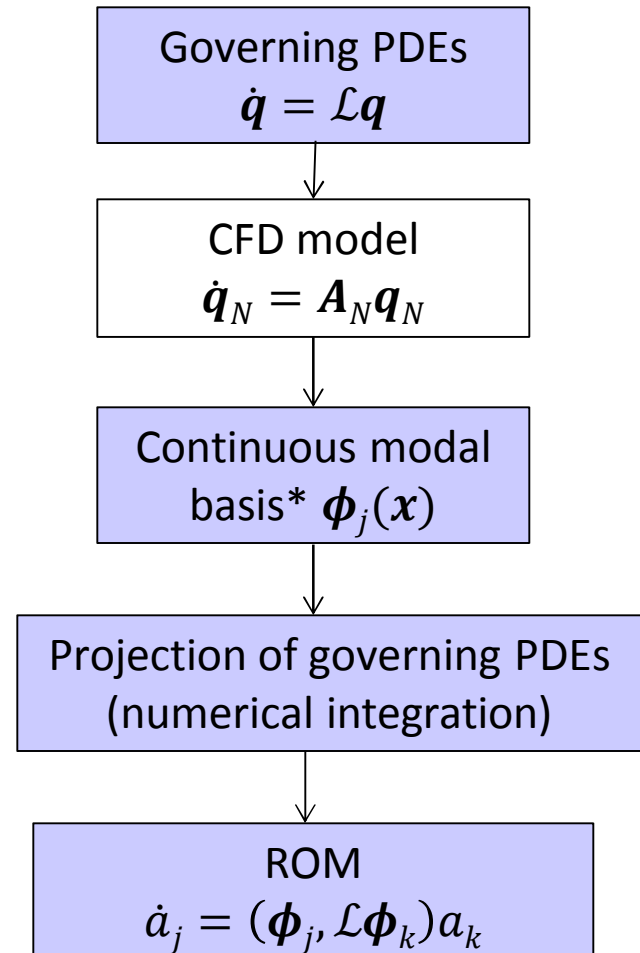 Governing PDEs
q̇ = ℒq
CFD model
q̇_N = A_N q_N
Continuous modal
basis* ϕ_j(x)
Projection of governing PDEs
(numerical integration)
ROM
ȧ_j = (ϕ_j, ℒϕ_k)a_k